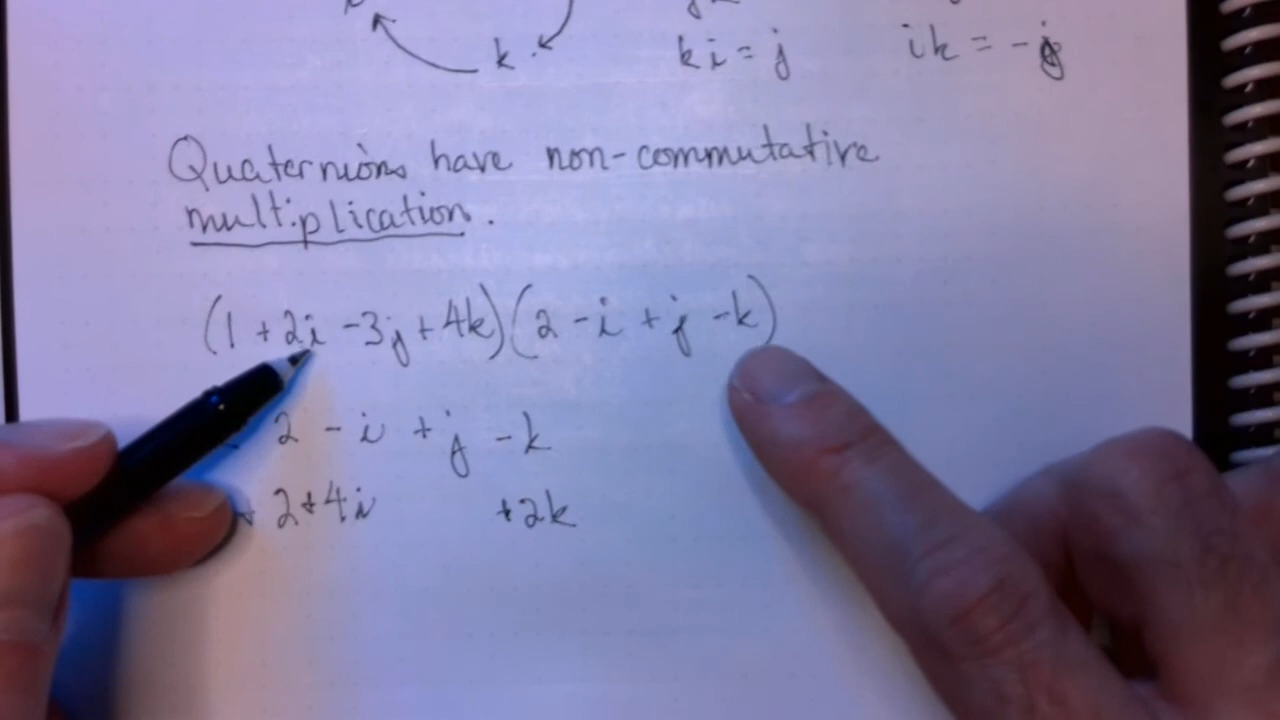 k ki = j ik = -j
Quaternions have non-commutative
multiplication.
(1 + 2i - 3j + 4k)(2 - i + j - k)
2 - i + j - k
2 + 4i + 2k